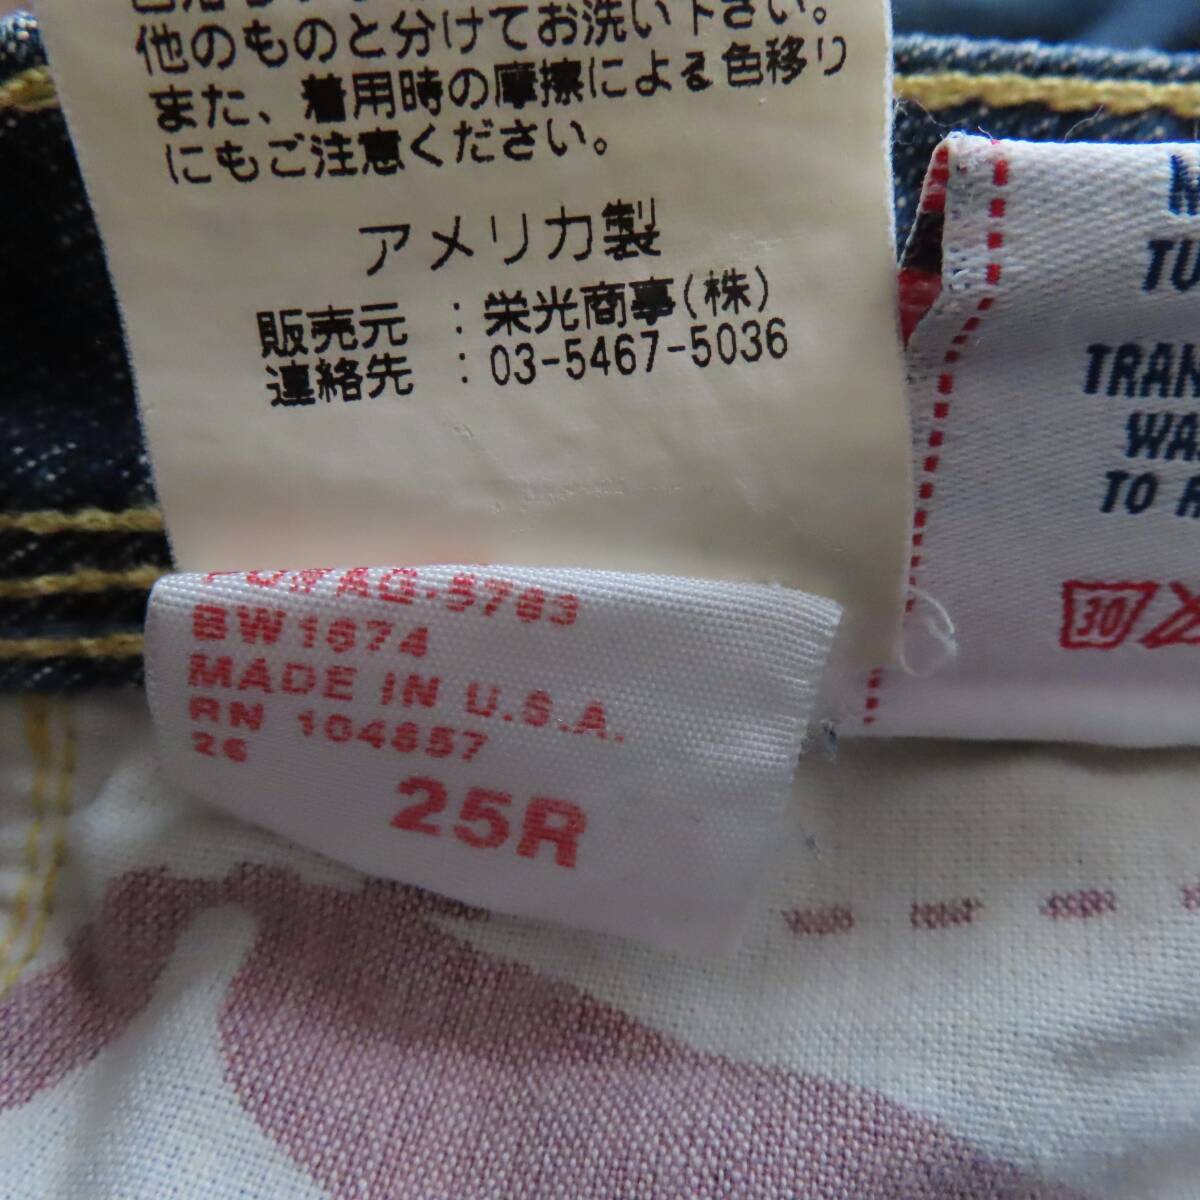 他のものと分けてお洗い下さい。
また、着用時の摩擦による色移り
にもご注意ください。
アメリカ製
販売元 : 栄光商事(株)
連絡先 : 03-5467-5036
BW1674
MADE IN U.S.A.
RN 104857
26
25R
TU
TRAN
WAS
TO R
30